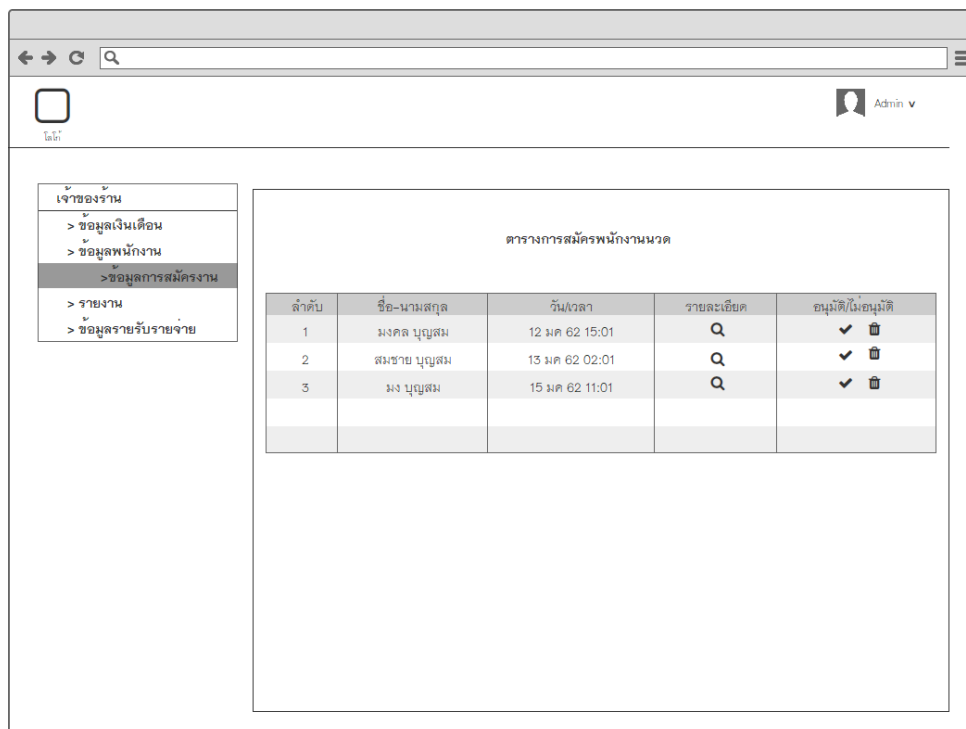 Admin v
โลโก้
เจ้าของร้าน
> ข้อมูลเงินเดือน
> ข้อมูลพนักงาน
>ข้อมูลการสมัครงาน
> รายงาน
> ข้อมูลรายรับรายจ่าย
ตารางการสมัครพนักงานนวด
ลำดับ ชื่อ-นามสกุล วัน/เวลา รายละเอียด อนุมัติ/ไม่อนุมัติ
1 มงคล บุญสม 12 มค 62 15:01
2 สมชาย บุญสม 13 มค 62 02:01
3 มง บุญสม 15 มค 62 11:01